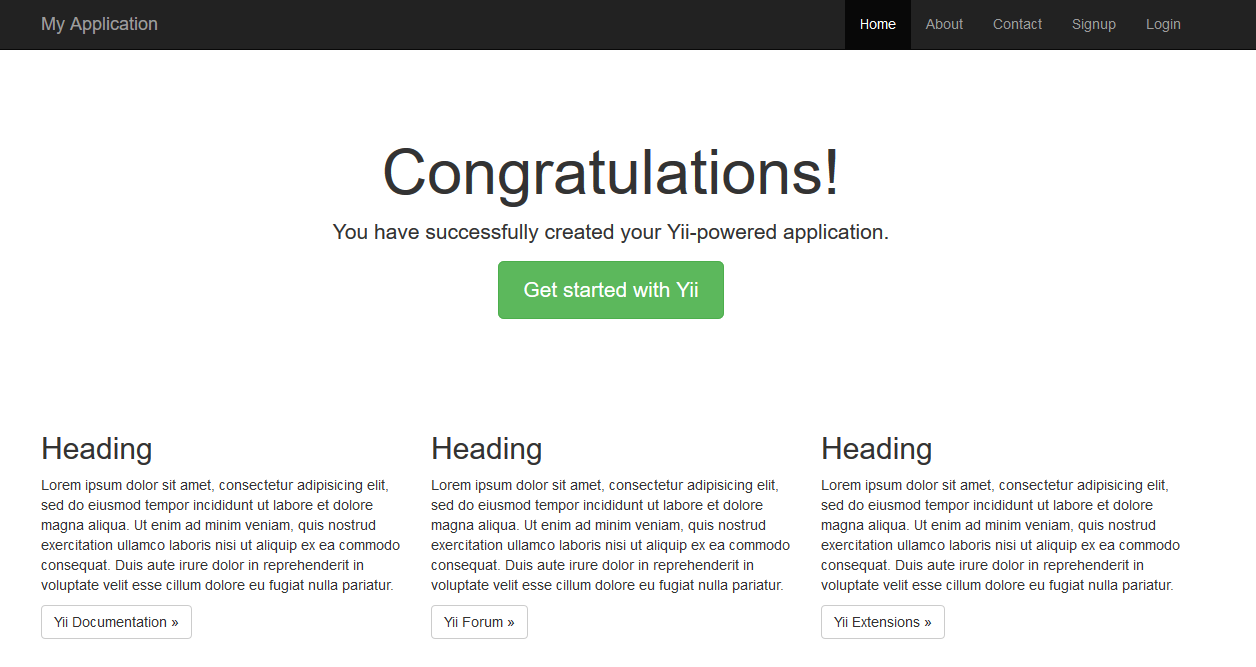 My Application
Home About Contact Signup Login
Congratulations!
You have successfully created your Yii-powered application.
Get started with Yii
Heading
Lorem ipsum dolor sit amet, consectetur adipisicing elit,
sed do eiusmod tempor incididunt ut labore et dolore
magna aliqua. Ut enim ad minim veniam, quis nostrud
exercitation ullamco laboris nisi ut aliquip ex ea commodo
consequat. Duis aute irure dolor in reprehenderit in
voluptate velit esse cillum dolore eu fugiat nulla pariatur.
Yii Documentation »
Heading
Lorem ipsum dolor sit amet, consectetur adipisicing elit,
sed do eiusmod tempor incididunt ut labore et dolore
magna aliqua. Ut enim ad minim veniam, quis nostrud
exercitation ullamco laboris nisi ut aliquip ex ea commodo
consequat. Duis aute irure dolor in reprehenderit in
voluptate velit esse cillum dolore eu fugiat nulla pariatur.
Yii Forum »
Heading
Lorem ipsum dolor sit amet, consectetur adipisicing elit,
sed do eiusmod tempor incididunt ut labore et dolore
magna aliqua. Ut enim ad minim veniam, quis nostrud
exercitation ullamco laboris nisi ut aliquip ex ea commodo
consequat. Duis aute irure dolor in reprehenderit in
voluptate velit esse cillum dolore eu fugiat nulla pariatur.
Yii Extensions »